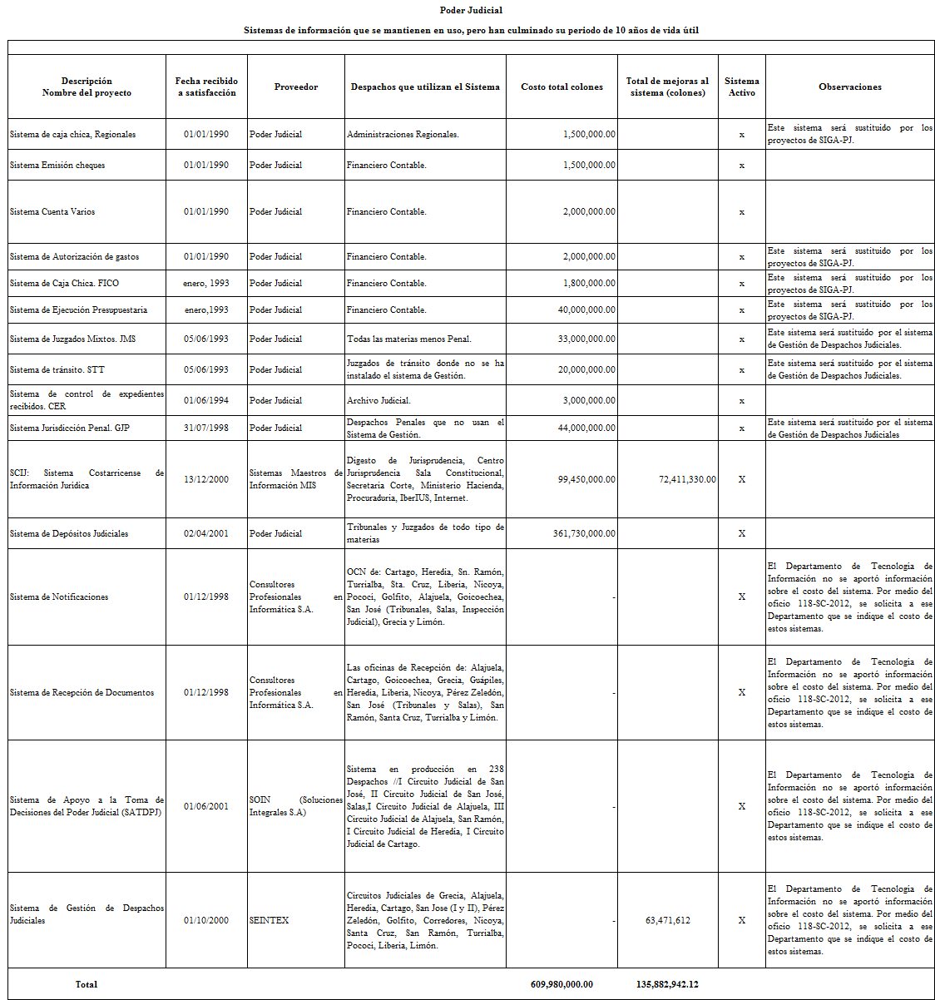 Poder Judicial
Sistemas de información que se mantienen en uso, pero han culminado su periodo de 10 años de vida útil
Descripción
Nombre del proyecto
Fecha recibido
a satisfacción
Proveedor
Despachos que utilizan el Sistema
Costo total colones
Total de mejoras al
sistema (colones)
Sistema
Activo
Observaciones
Sistema de caja chica, Regionales
01/01/1990
Poder Judicial
Administraciones Regionales.
1,500,000.00
x
Este sistema será sustituido por los
proyectos de SIGA-PJ.
Sistema Emisión cheques
01/01/1990
Poder Judicial
Financiero Contable.
1,500,000.00
x
Sistema Cuenta Varios
01/01/1990
Poder Judicial
Financiero Contable.
2,000,000.00
x
Sistema de Autorización de gastos
01/01/1990
Poder Judicial
Financiero Contable.
2,000,000.00
x
Este sistema será sustituido por los
proyectos de SIGA-PJ.
Sistema de Caja Chica. FICO
enero, 1993
Poder Judicial
Financiero Contable.
1,800,000.00
x
Este sistema será sustituido por los
proyectos de SIGA-PJ.
Sistema de Ejecución Presupuestaria
enero,1993
Poder Judicial
Financiero Contable.
40,000,000.00
x
Este sistema será sustituido por los
proyectos de SIGA-PJ.
Sistema de Juzgados Mixtos. JMS
05/06/1993
Poder Judicial
Todas las materias menos Penal.
33,000,000.00
x
Este sistema será sustituido por el sistema
de Gestión de Despachos Judiciales.
Sistema de tránsito. STT
05/06/1993
Poder Judicial
Juzgados de tránsito donde no se ha
instalado el sistema de Gestión.
20,000,000.00
x
Este sistema será sustituido por el sistema
de Gestión de Despachos Judiciales.
Sistema de control de expedientes
recibidos. CER
01/06/1994
Poder Judicial
Archivo Judicial.
3,000,000.00
x
Sistema Jurisdicción Penal. GJP
31/07/1998
Poder Judicial
Despachos Penales que no usan el
Sistema de Gestión.
44,000,000.00
x
Este sistema será sustituido por el sistema
de Gestión de Despachos Judiciales
SCIJ: Sistema Costarricense de
Información Jurídica
13/12/2000
Sistemas Maestros de
Información MIS
Digesto de Jurisprudencia, Centro
Jurisprudencia Sala Constitucional,
Secretaria Corte, Ministerio Hacienda,
Procuraduría, IberIUS, Internet.
99,450,000.00
72,411,330.00
X
Sistema de Depósitos Judiciales
02/04/2001
Poder Judicial
Tribunales y Juzgados de todo tipo de
materias
361,730,000.00
X
Sistema de Notificaciones
01/12/1998
Consultores
Profesionales en
Informática S.A.
OCN de: Cartago, Heredia, Sn. Ramón,
Turrialba, Sta. Cruz, Liberia, Nicoya,
Pococi, Golfito, Alajuela, Goicoechea,
San José (Tribunales, Salas, Inspección
Judicial), Grecia y Limón.
-
X
El Departamento de Tecnología de
Información no se aportó información
sobre el costo del sistema. Por medio del
oficio 118-SC-2012, se solicita a ese
Departamento que se indique el costo de
estos sistemas.
Sistema de Recepción de Documentos
01/12/1998
Consultores
Profesionales en
Informática S.A.
Las oficinas de Recepción de: Alajuela,
Cartago, Goicoechea, Grecia, Guápiles,
Heredia, Liberia, Nicoya, Pérez Zeledón,
San José (Tribunales y Salas), San
Ramón, Santa Cruz, Turrialba y Limón.
-
X
El Departamento de Tecnología de
Información no se aportó información
sobre el costo del sistema. Por medio del
oficio 118-SC-2012, se solicita a ese
Departamento que se indique el costo de
estos sistemas.
Sistema de Apoyo a la Toma de
Decisiones del Poder Judicial (SATDPJ)
01/06/2001
SOIN (Soluciones
Integrales S.A)
Sistema en producción en 238
Despachos //I Circuito Judicial de San
José, II Circuito Judicial de San José,
Salas,I Circuito Judicial de Alajuela, III
Circuito Judicial de Alajuela, San Ramón,
I Circuito Judicial de Heredia, I Circuito
Judicial de Cartago.
-
X
El Departamento de Tecnología de
Información no se aportó información
sobre el costo del sistema. Por medio del
oficio 118-SC-2012, se solicita a ese
Departamento que se indique el costo de
estos sistemas.
Sistema de Gestión de Despachos
Judiciales
01/10/2000
SEINTEX
Circuitos Judiciales de Grecia, Alajuela,
Heredia, Cartago, San Jose (I y II), Pérez
Zeledón, Golfito, Corredores, Nicoya,
Santa Cruz, San Ramón, Turrialba,
Pococi, Liberia, Limón.
-
63,471,612
X
El Departamento de Tecnología de
Información no se aportó información
sobre el costo del sistema. Por medio del
oficio 118-SC-2012, se solicita a ese
Departamento que se indique el costo de
estos sistemas.
Total
609,980,000.00
135,882,942.12